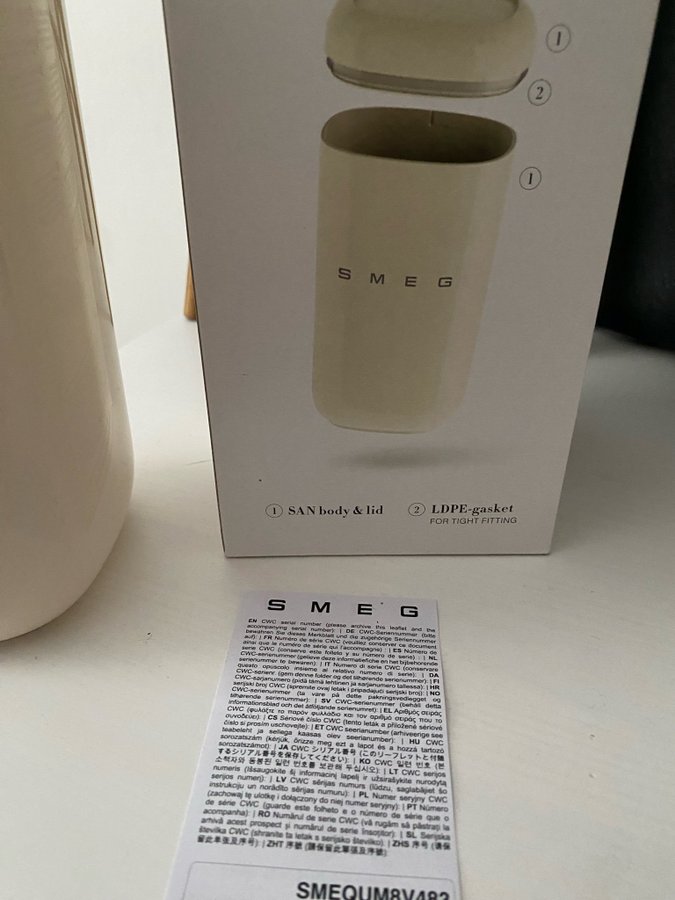 1
2
1
SMEG
1 SAN body & lid 2 LDPE-gasket
FOR TIGHT FITTING
SMEG
EN CWC serial number (please archive this leaflet and the
accompanying serial number): | DE CWC-Seriennummer (bitte
bewahren Sie dieses Merkblatt und die zugehörige Seriennummer
auf): | FR Numéro de série CWC (veuillez conserver ce document
ainsi que le numéro de série qui l'accompagne) : | ES Número de
serie CWC (conserve este folleto y su número de serie): | NL
CWC-serienummer (gelieve deze informatiefiche en het bijbehorende
serienummer te bewaren): | IT Numero di serie CWC (conservare
questo opuscolo insieme al relativo numero di serie): | DA
CWC-serienr. (gem denne folder og det tilhørende serienummer): | FI
CWC-sarjanumero (pidä tämä lehtinen ja sarjanumero tallessa): | HR
serijski broj CWC (spremite ovaj letak i pripadajući serijski broj): | NO
CWC-serienummer (ta vare på dette pakningsvedlegget og
tilhørende serienummer): | SV CWC-serienummer (behåll detta
informationsblad och det åtföljande serienumret): | EL Αριθμός σειράς
CWC (φυλάξτε το παρόν φυλλάδιο και τον αριθμό σειράς που το
συνοδεύει): | CS Sériové číslo CWC (tento leták a přiložené sériové
číslo si prosím uschovejte): | ET CWC seerianumber (arhiveerige see
teabeleht ja sellega kaasas olev seerianumber): | HU CWC
sorozatszám (kérjük, őrizze meg ezt a lapot és a hozzá tartozó
sorozatszámot): | JA CWC シリアル番号 (このリーフレットと付随
するシリアル番号を保存してください): | KO CWC 일련 번호 (본
소책자와 동봉된 일련 번호를 보관해 두십시오): | LT CWC serijos
numeris (išsaugokite šį informacinį lapelį ir užsirašykite nurodytą
serijos numerį): | LV CWC sērijas numurs (lūdzu, saglabājiet šo
instrukciju un norādīto sērijas numuru): | PL Numer seryjny CWC
(zachowaj tę ulotkę i dołączony do niej numer seryjny): | PT Número
de série CWC (guarde este folheto e o número de série que o
acompanha): | RO Numărul de serie CWC (vă rugăm să păstrați la
arhivă acest prospect și numărul de serie însoțitor): | SL Serijska
številka CWC (shranite ta letak s serijsko številko): | ZHS 序号 (请保
留此单张及序号): | ZHT 序號 (請保留此單張及序號):
SMEQUM8V483